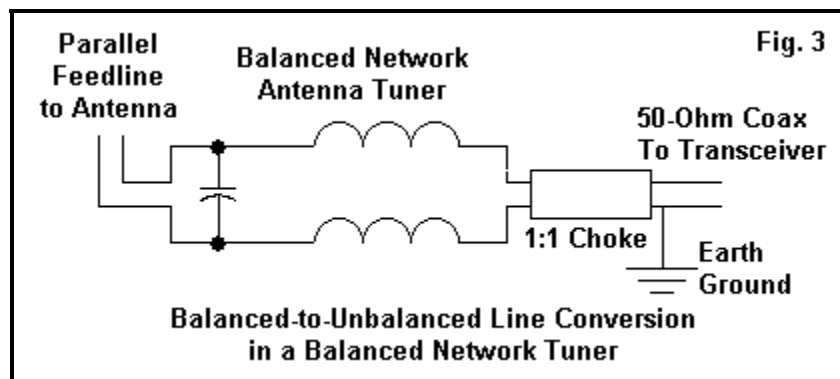 Parallel
Feedline
to Antenna
Balanced Network
Antenna Tuner
Fig. 3
50-Ohm Coax
To Transceiver
1:1 Choke
Earth
Ground
Balanced-to-Unbalanced Line Conversion
in a Balanced Network Tuner